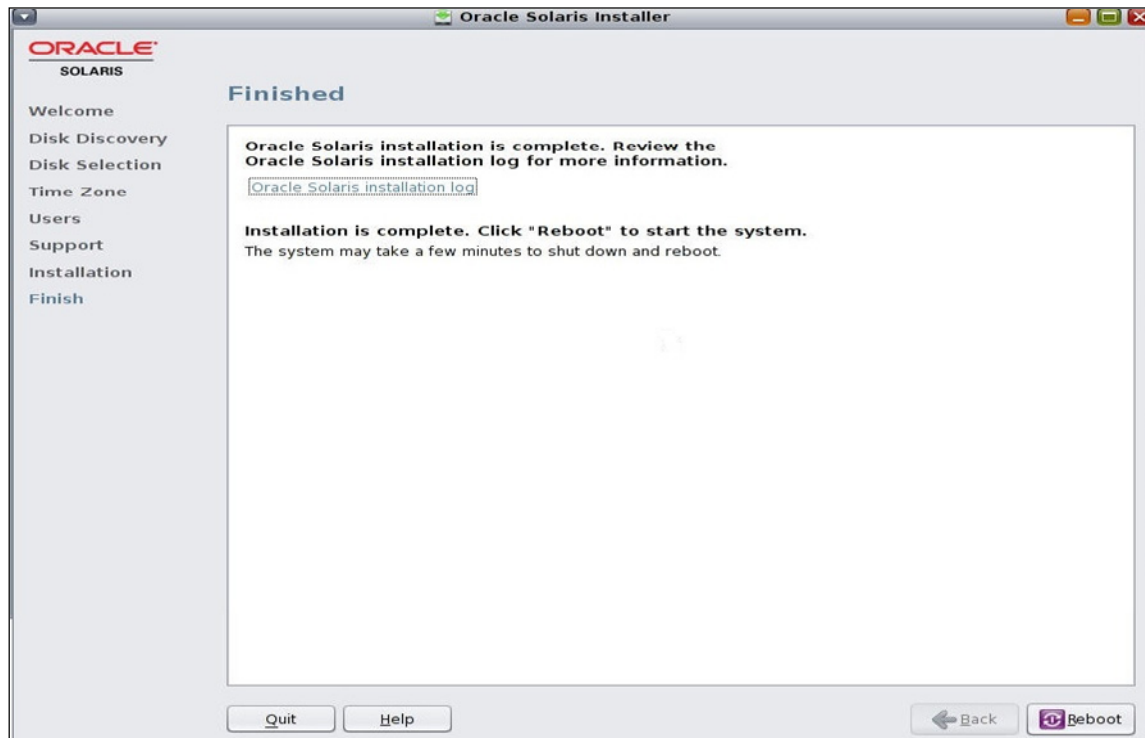 Oracle Solaris Installer
ORACLE
SOLARIS
Welcome
Disk Discovery
Disk Selection
Time Zone
Users
Support
Installation
Finish
Finished
Oracle Solaris installation is complete. Review the
Oracle Solaris installation log for more information.
Oracle Solaris installation log
Installation is complete. Click "Reboot" to start the system.
The system may take a few minutes to shut down and reboot.
Quit
Help
Back
Reboot